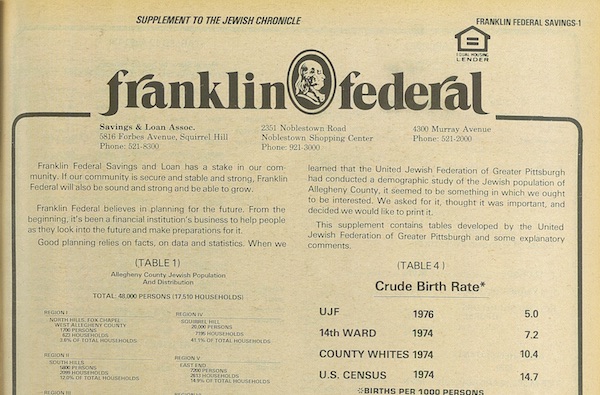 SUPPLEMENT TO THE JEWISH CHRONICLE
FRANKLIN FEDERAL SAVINGS-1
EQUAL HOUSING
LENDER
franklin federal
Savings & Loan Assoc.
5816 Forbes Avenue, Squirrel Hill
Phone: 521-8300
2351 Noblestown Road
Noblestown Shopping Center
Phone: 921-3000
4300 Murray Avenue
Phone: 521-2000
Franklin Federal Savings and Loan has a stake in our com-
munity. If our community is secure and stable and strong, Franklin
Federal will also be sound and strong and be able to grow.
Franklin Federal believes in planning for the future. From the
beginning, it's been a financial institution's business to help people
as they look into the future and make preparations for it.
Good planning relies on facts, on data and statistics. When we
learned that the United Jewish Federation of Greater Pittsburgh
had conducted a demographic study of the Jewish population of
Allegheny County, it seemed to be something in which we ought
to be interested. We asked for it, thought it was important, and
decided we would like to print it.
This supplement contains tables developed by the United
Jewish Federation of Greater Pittsburgh and some explanatory
comments.
(TABLE 1)
Allegheny County Jewish Population
And Distribution
TOTAL: 48,000 PERSONS (17,510 HOUSEHOLDS)
REGION I
NORTH HILLS, FOX CHAPEL
WEST ALLEGHENY COUNTY
1700 PERSONS
623 HOUSEHOLDS
3.6% OF TOTAL HOUSEHOLDS
REGION II
SOUTH HILLS
5800 PERSONS
2099 HOUSEHOLDS
12.0% OF TOTAL HOUSEHOLDS
REGION III
REGION IV
SQUIRREL HILL
20,000 PERSONS
7195 HOUSEHOLDS
41.1% OF TOTAL HOUSEHOLDS
REGION V
EAST END
7200 PERSONS
2613 HOUSEHOLDS
14.9% OF TOTAL HOUSEHOLDS
(TABLE 4)
Crude Birth Rate*
UJF 1976 5.0
14th WARD 1974 7.2
COUNTY WHITES 1974 10.4
U.S. CENSUS 1974 14.7
*BIRTHS PER 1000 PERSONS